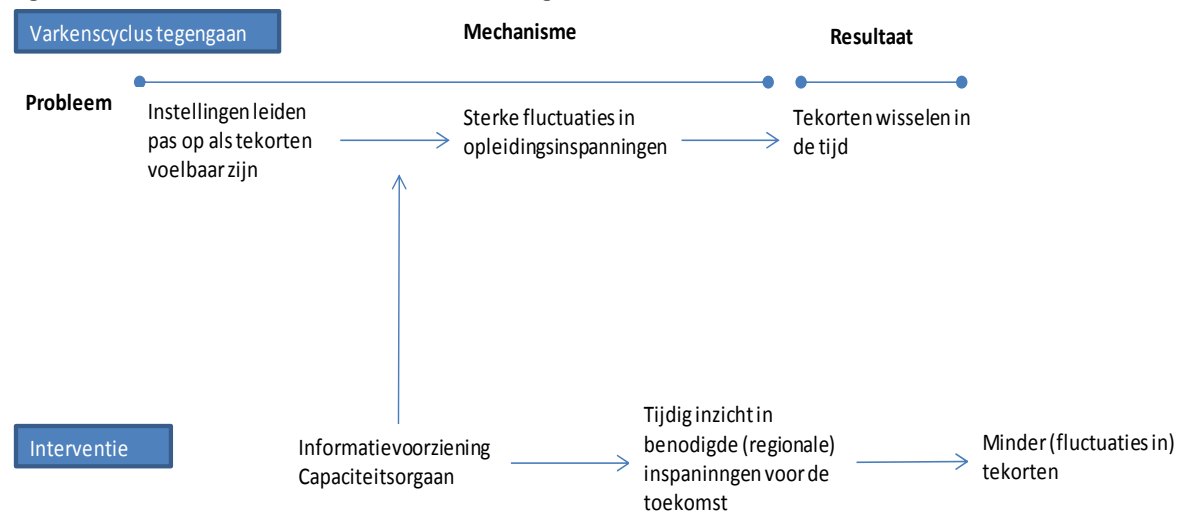 Varkenscyclus tegengaan
Mechanisme
Resultaat
Probleem
Instellingen leiden
pas op als tekorten
voelbaar zijn
Sterke fluctuaties in
opleidingsinspanningen
Tekorten wisselen in
de tijd
Interventie
Informatievoorziening
Capaciteitsorgaan
Tijdig inzicht in
benodigde (regionale)
inspaninngen voor de
toekomst
Minder (fluctuaties in)
tekorten